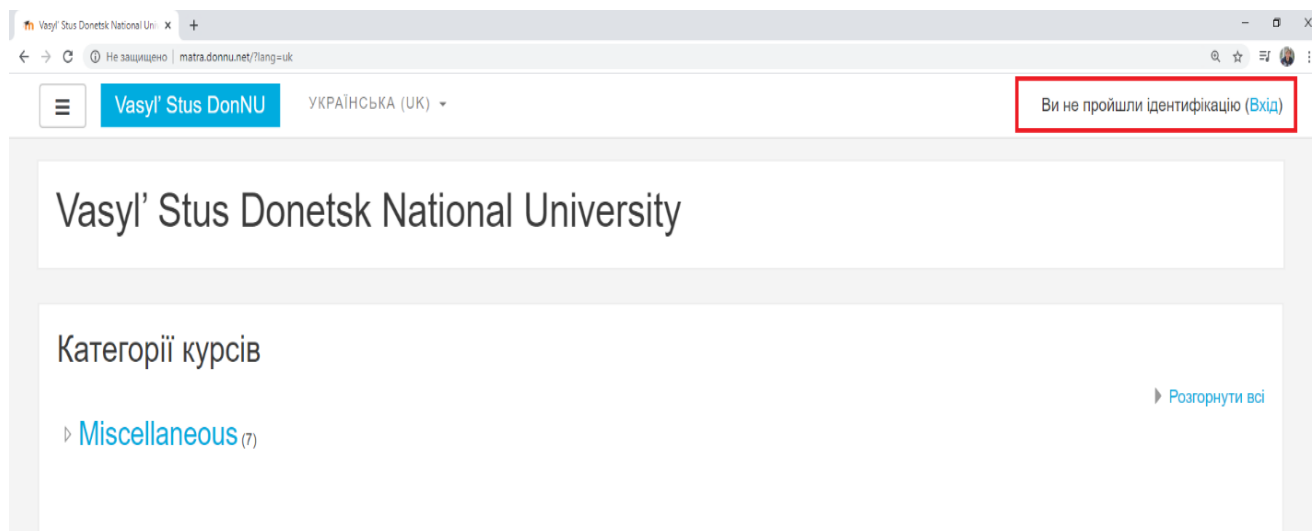 Vasyl' Stus Donetsk National Uni
Не защищено | matra.donnu.net/?lang=uk
Vasyl' Stus DonNU УКРАЇНСЬКА (UK) Ви не пройшли ідентифікацію (Вхід)
Vasyl' Stus Donetsk National University
Категорії курсів
Розгорнути всі
Miscellaneous (7)